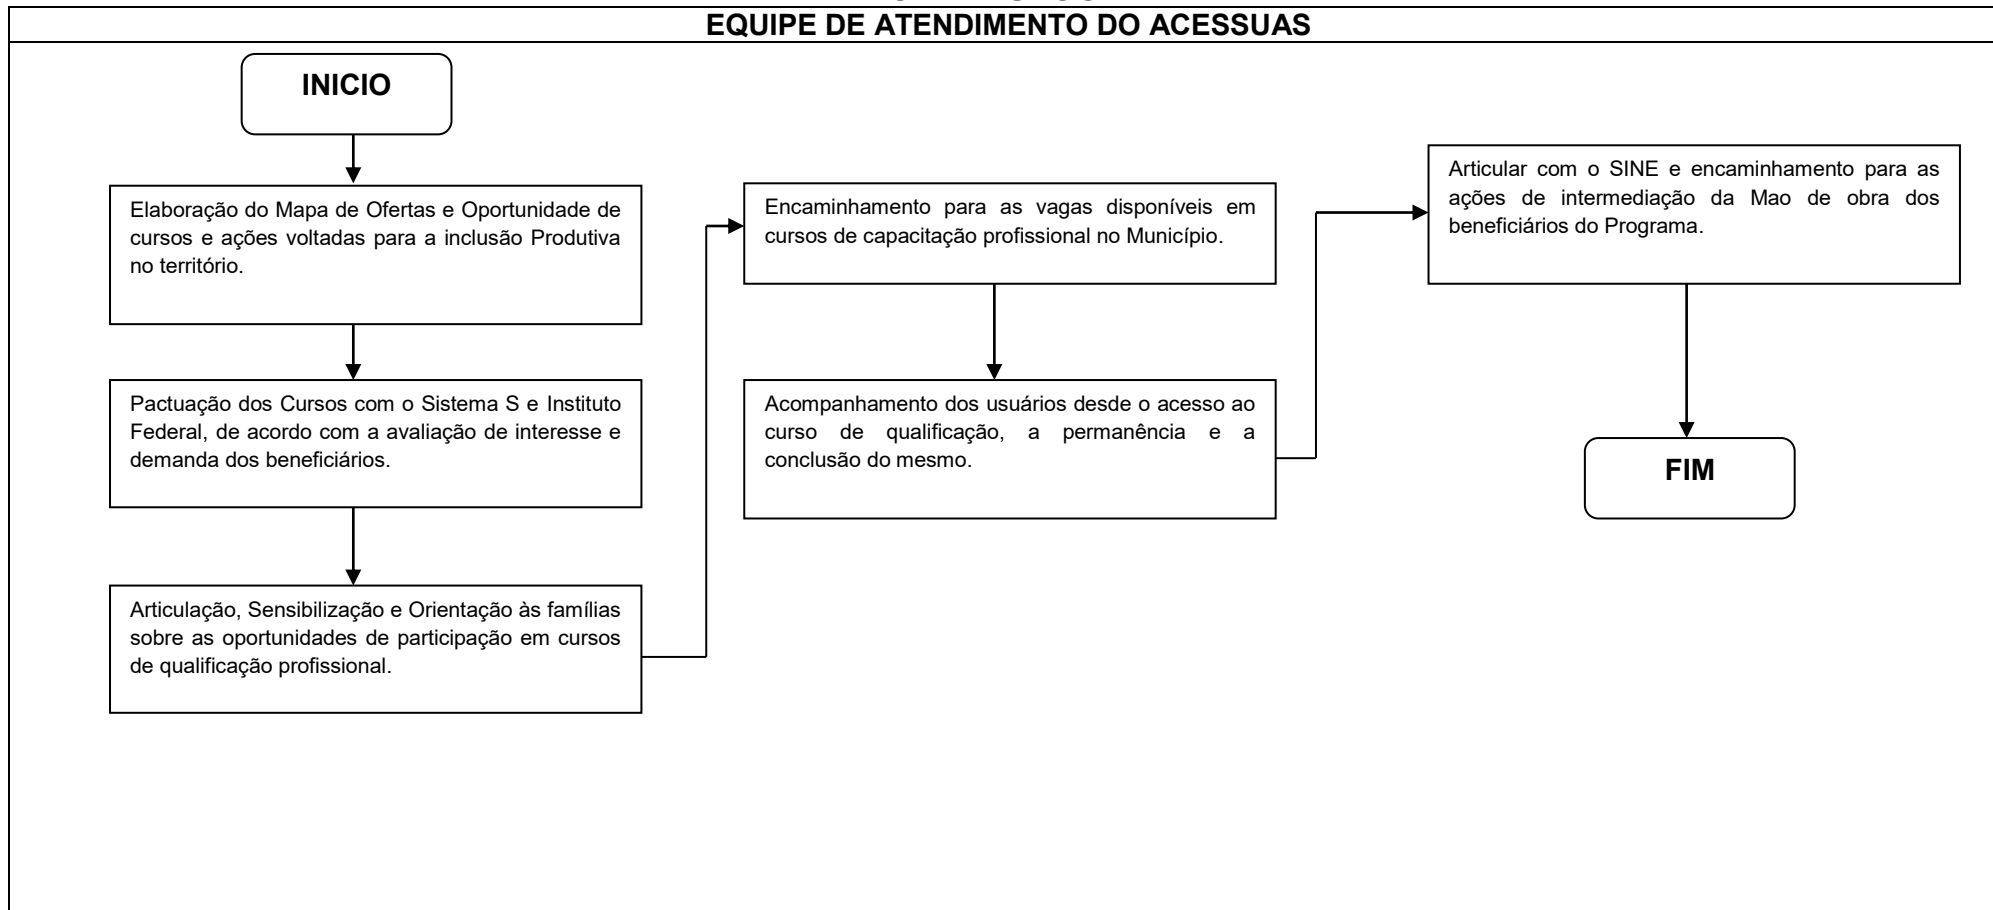 EQUIPE DE ATENDIMENTO DO ACESSUAS
INICIO
Elaboração do Mapa de Ofertas e Oportunidade de
cursos e ações voltadas para a inclusão Produtiva
no território.
Pactuação dos Cursos com o Sistema S e Instituto
Federal, de acordo com a avaliação de interesse e
demanda dos beneficiários.
Articulação, Sensibilização e Orientação às famílias
sobre as oportunidades de participação em cursos
de qualificação profissional.
Encaminhamento para as vagas disponíveis em
cursos de capacitação profissional no Município.
Acompanhamento dos usuários desde o acesso ao
curso de qualificação, a permanência e a
conclusão do mesmo.
Articular com o SINE e encaminhamento para as
ações de intermediação da Mao de obra dos
beneficiários do Programa.
FIM